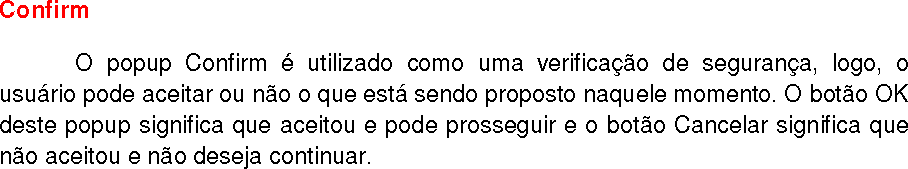 Confirm
O popup Confirm é utilizado como uma verificação de segurança, logo, o
usuário pode aceitar ou não o que está sendo proposto naquele momento. O botão OK
deste popup significa que aceitou e pode prosseguir e o botão Cancelar significa que
não aceitou e não deseja continuar.